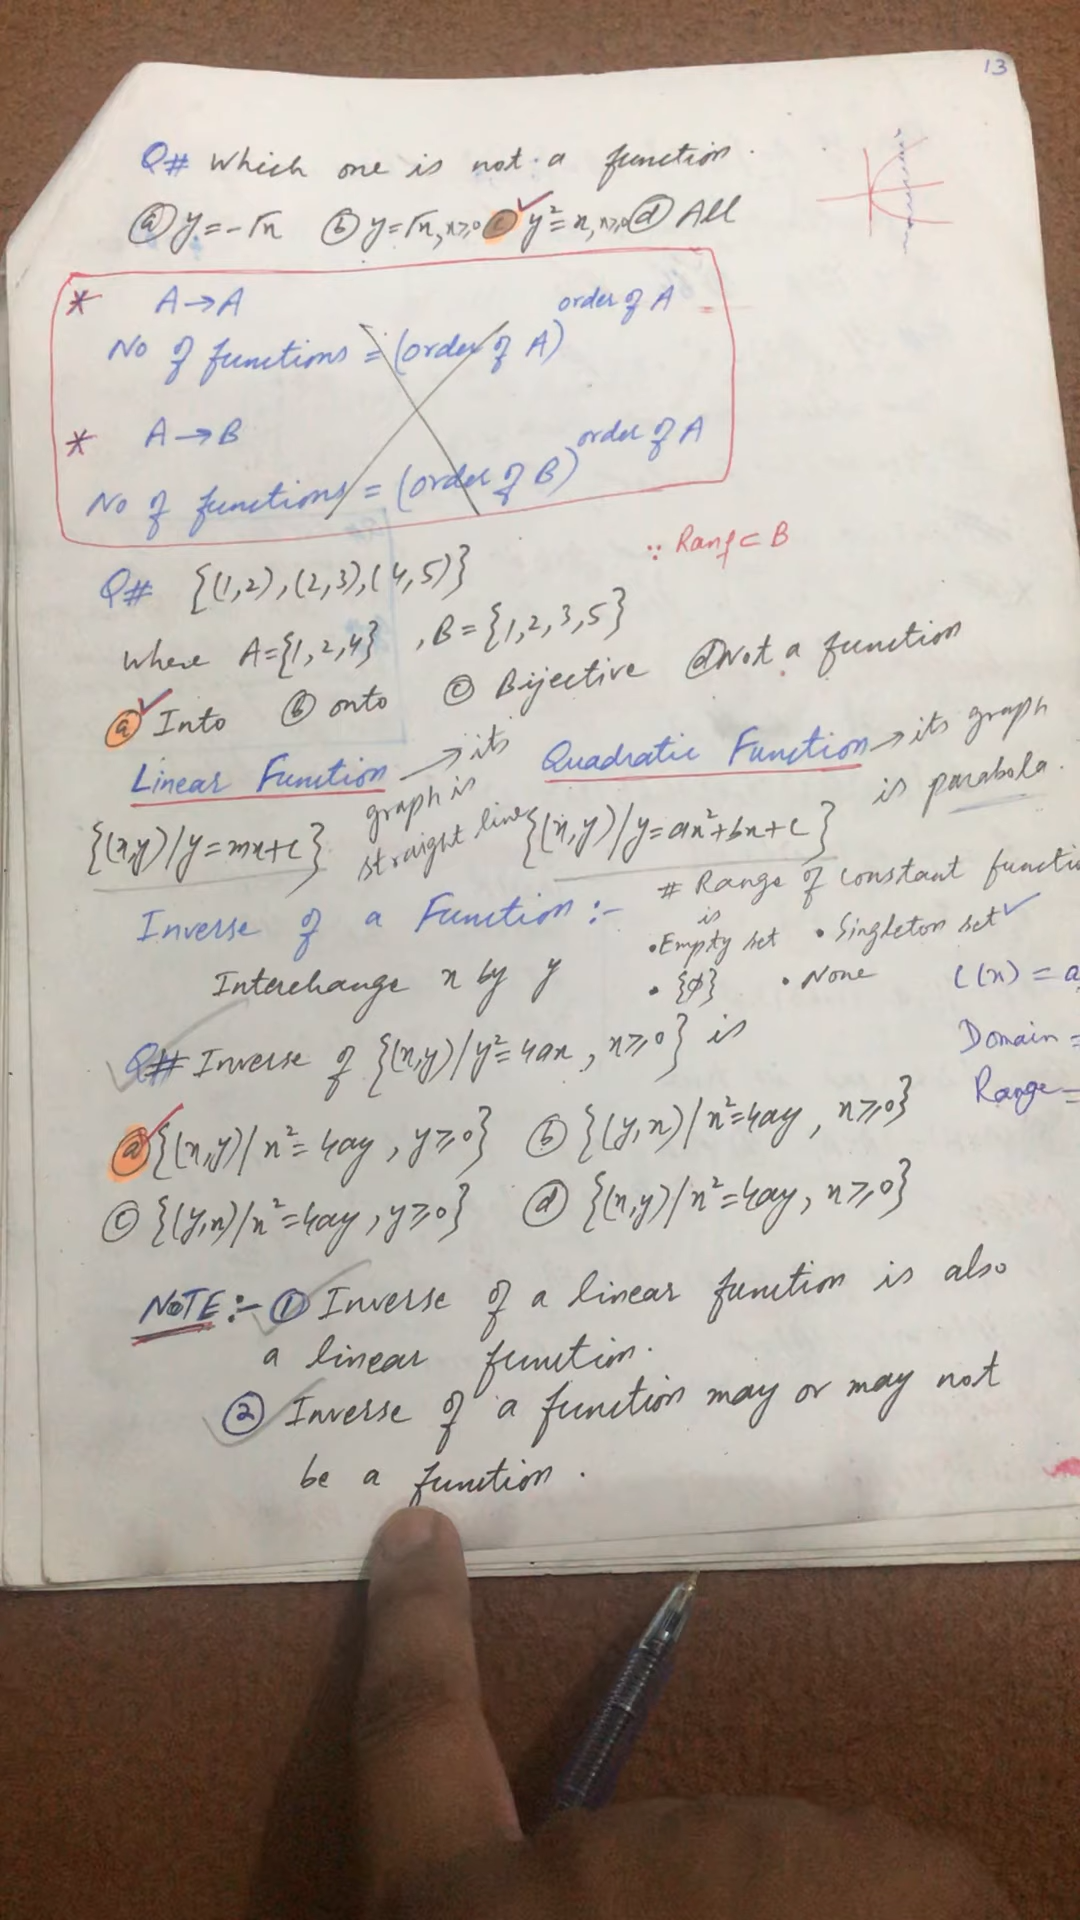 13
Q# Which one is not a function.
ⓐ y=-√x ⓑ y=√x, x≥0 ⓒ y²=x, x≥0 ⓓ All
* A→A
No of functions = (order of A)^order of A
* A→B
No of functions = (order of B)^order of A
∵ Rang ⊂ B
Q# {(1,2),(2,3),(4,5)}
where A={1,2,4}, B={1,2,3,5}
ⓐ Into ⓑ onto ⓒ Bijective ⓓ Not a function
Linear Function → its graph is straight line
{(x,y)/y=mx+c}
Quadratic Function → its graph is parabola.
{(x,y)/y=ax²+bx+c}
Inverse of a Function :-
Interchange x by y
# Range of constant functio
is
•Empty set •Singleton set ✓
•{φ} •None
C(x) = a
Domain =
Range =
Q# Inverse of {(x,y)/y²=4ax, x≥0} is
ⓐ {(x,y)/x²=4ay, y≥0} ⓑ {(y,x)/x²=4ay, x≥0}
ⓒ {(y,x)/x²=4ay, y≥0} ⓓ {(x,y)/x²=4ay, x≥0}
NOTE:- ① Inverse of a linear function is also
a linear function.
② Inverse of a function may or may not
be a function.